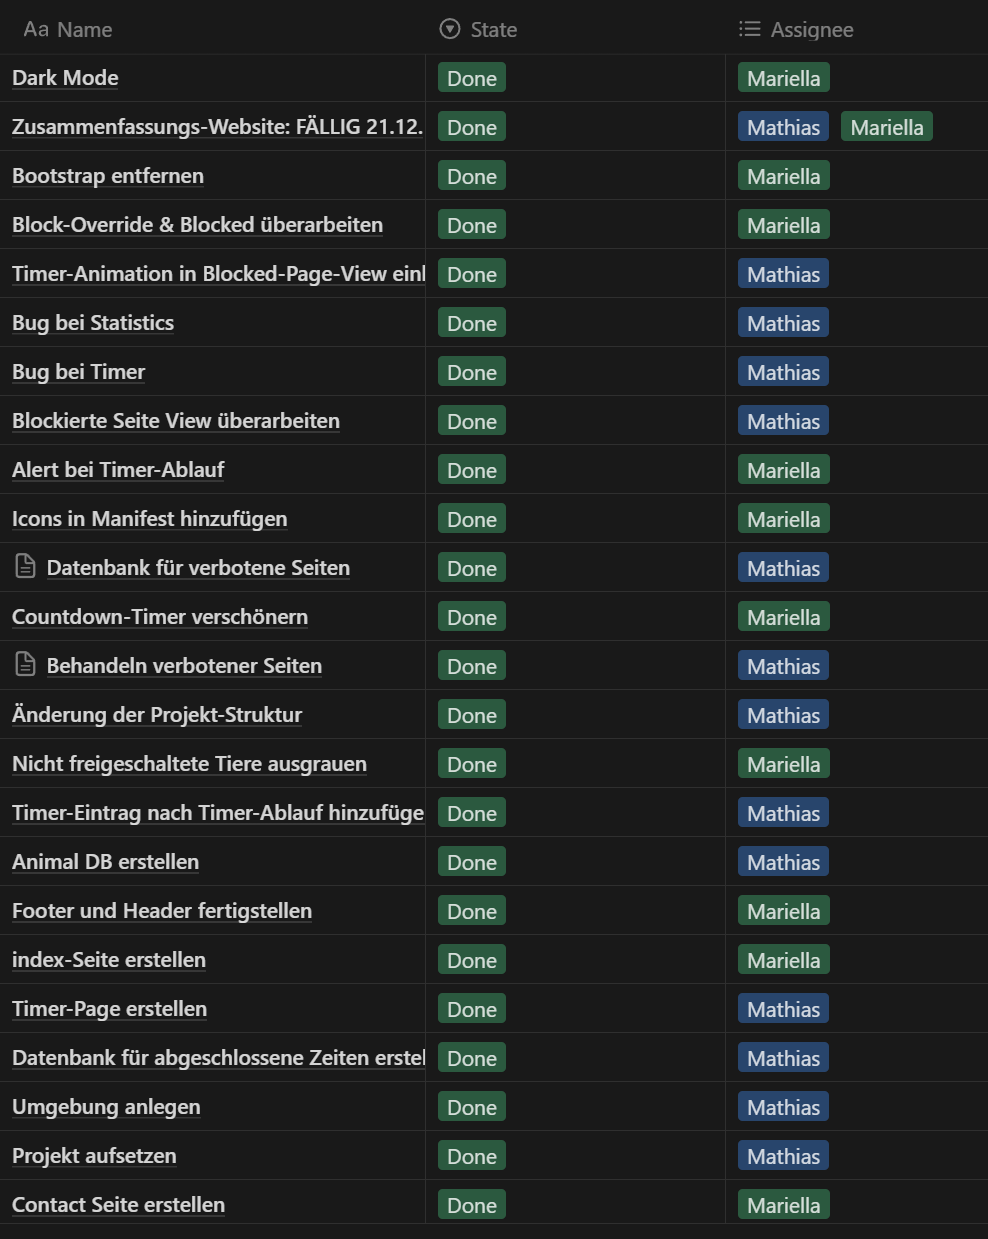 Aa Name State Assignee
Dark Mode Done Mariella
Zusammenfassungs-Website: FÄLLIG 21.12. Done Mathias Mariella
Bootstrap entfernen Done Mariella
Block-Override & Blocked überarbeiten Done Mariella
Timer-Animation in Blocked-Page-View Done Mathias
Bug bei Statistics Done Mathias
Bug bei Timer Done Mathias
Blockierte Seite View überarbeiten Done Mathias
Alert bei Timer-Ablauf Done Mariella
Icons in Manifest hinzufügen Done Mariella
Datenbank für verbotene Seiten Done Mathias
Countdown-Timer verschönern Done Mariella
Behandeln verbotener Seiten Done Mathias
Änderung der Projekt-Struktur Done Mathias
Nicht freigeschaltete Tiere ausgrauen Done Mariella
Timer-Eintrag nach Timer-Ablauf hinzufüge Done Mathias
Animal DB erstellen Done Mathias
Footer und Header fertigstellen Done Mariella
index-Seite erstellen Done Mariella
Timer-Page erstellen Done Mathias
Datenbank für abgeschlossene Zeiten erstel Done Mathias
Umgebung anlegen Done Mathias
Projekt aufsetzen Done Mathias
Contact Seite erstellen Done Mariella